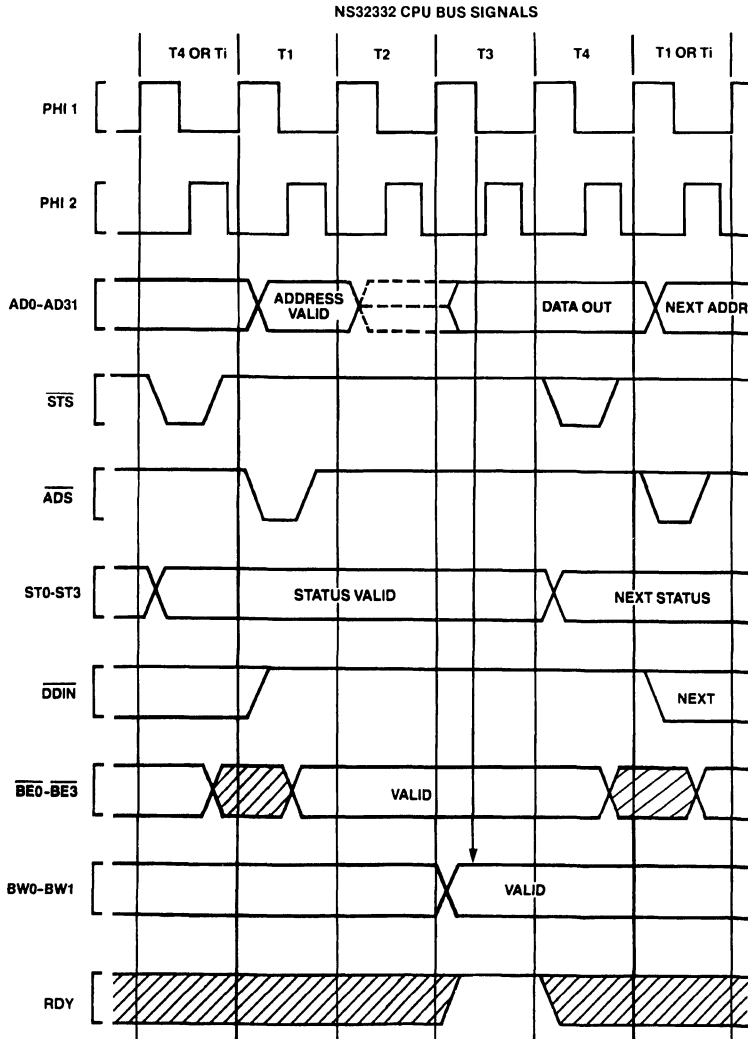 NS32332 CPU BUS SIGNALS
T4 OR Ti T1 T2 T3 T4 T1 OR Ti
PHI 1
PHI 2
AD0-AD31 ADDRESS VALID DATA OUT NEXT ADDR
STS
ADS
ST0-ST3 STATUS VALID NEXT STATUS
DDIN NEXT
BE0-BE3 VALID
BW0-BW1 VALID
RDY